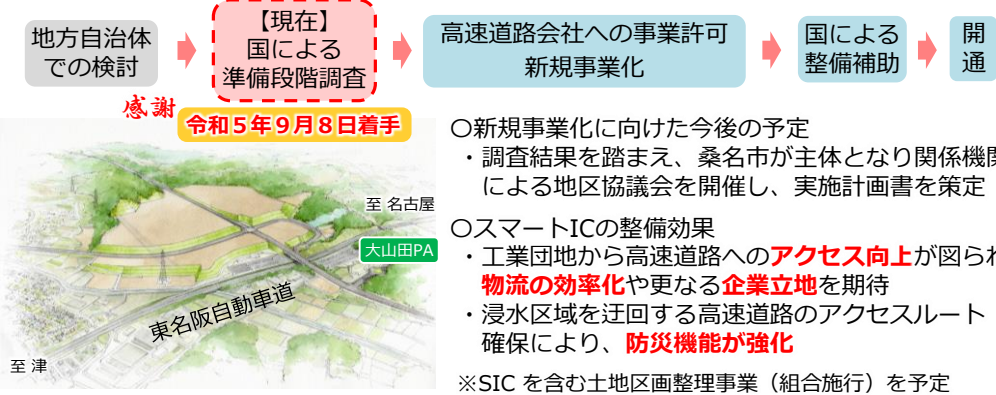 地方自治体
での検討
【現在】
国による
準備段階調査
高速道路会社への事業許可
新規事業化
国による
整備補助
開
通
感謝
令和５年９月８日着手
至 名古屋
大山田PA
東名阪自動車道
至 津
〇新規事業化に向けた今後の予定
・調査結果を踏まえ、桑名市が主体となり関係機関
による地区協議会を開催し、実施計画書を策定
〇スマートICの整備効果
・工業団地から高速道路へのアクセス向上が図られ
物流の効率化や更なる企業立地を期待
・浸水区域を迂回する高速道路のアクセスルート
確保により、防災機能が強化
※SIC を含む土地区画整理事業（組合施行）を予定